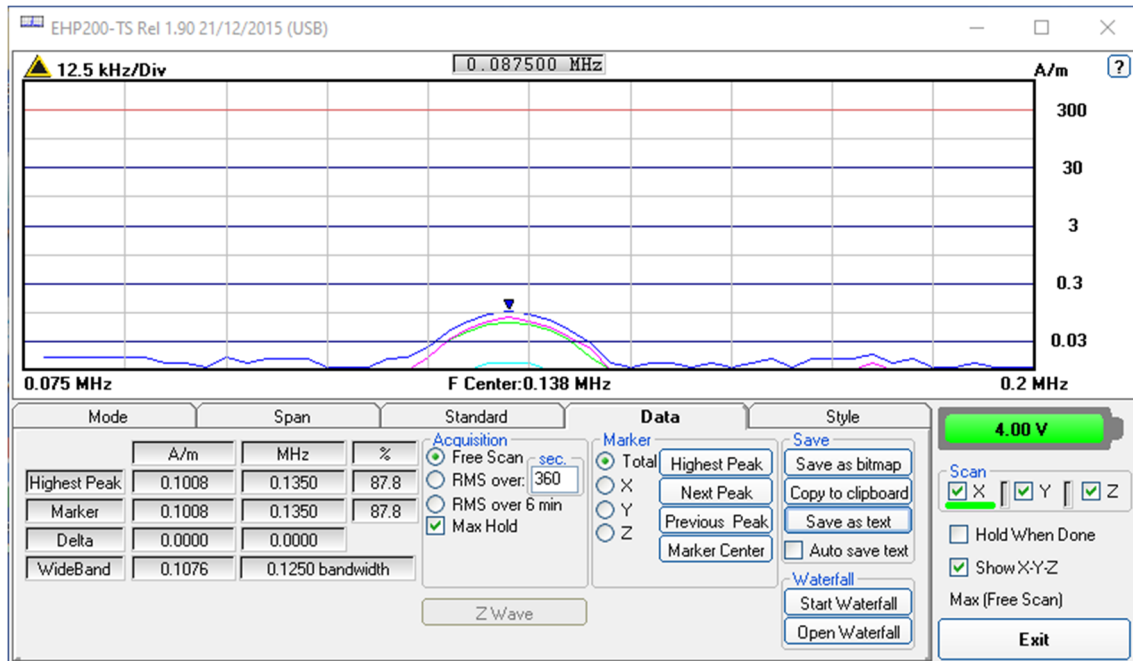 EHP200-TS Rel 1.90 21/12/2015 (USB)
12.5 kHz/Div 0.087500 MHz A/m ?
300
30
3
0.3
0.03
0.075 MHz F Center:0.138 MHz 0.2 MHz
Mode Span Standard Data Style
A/m MHz %
Highest Peak 0.1008 0.1350 87.8
Marker 0.1008 0.1350 87.8
Delta 0.0000 0.0000
WideBand 0.1076 0.1250 bandwidth
Acquisition
Free Scan sec.
RMS over: 360
RMS over 6 min
Max Hold
Z Wave
Marker
Total Highest Peak
X Next Peak
Y Previous Peak
Z Marker Center
Save
Save as bitmap
Copy to clipboard
Save as text
Auto save text
Waterfall
Start Waterfall
Open Waterfall
4.00 V
Scan
X Y Z
Hold When Done
Show X-Y-Z
Max (Free Scan)
Exit